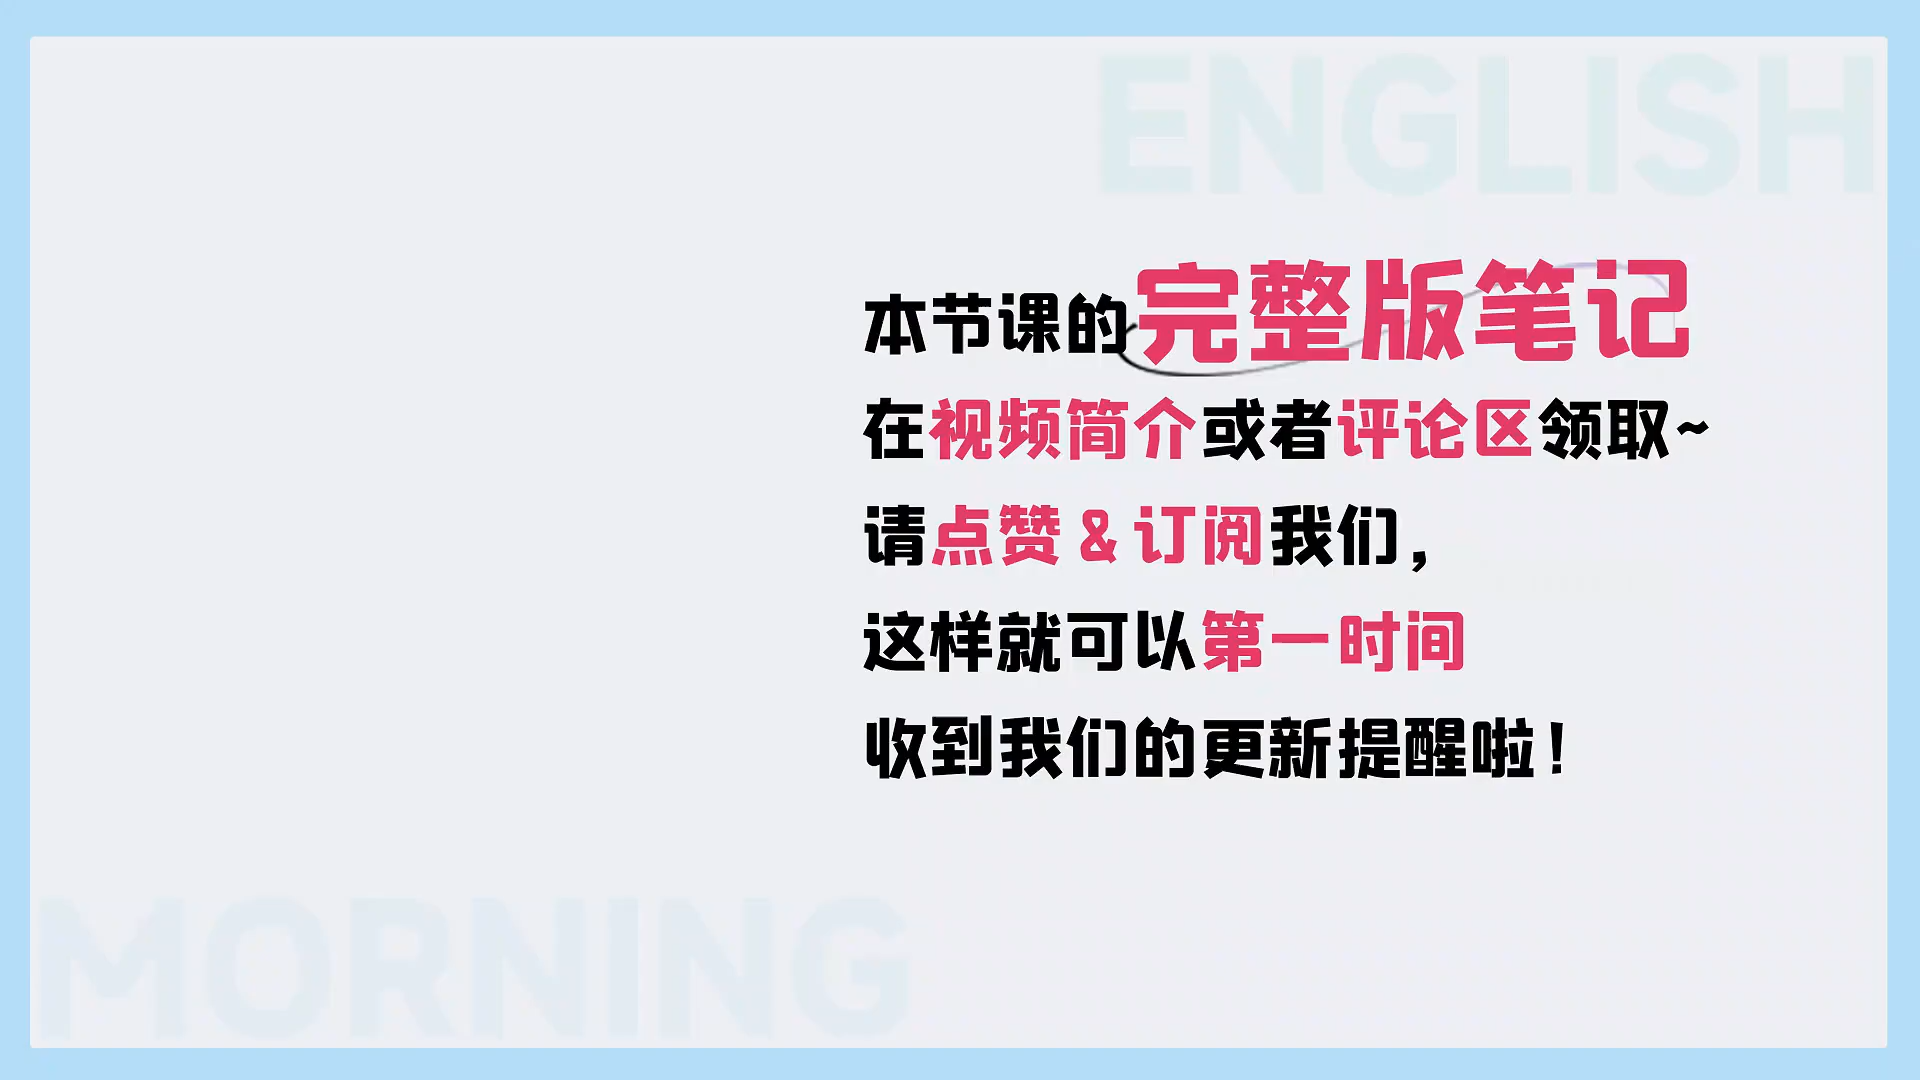 ENGLISH
本节课的完整版笔记
在视频简介或者评论区领取~
请点赞&订阅我们，
这样就可以第一时间
收到我们的更新提醒啦！
MORNING